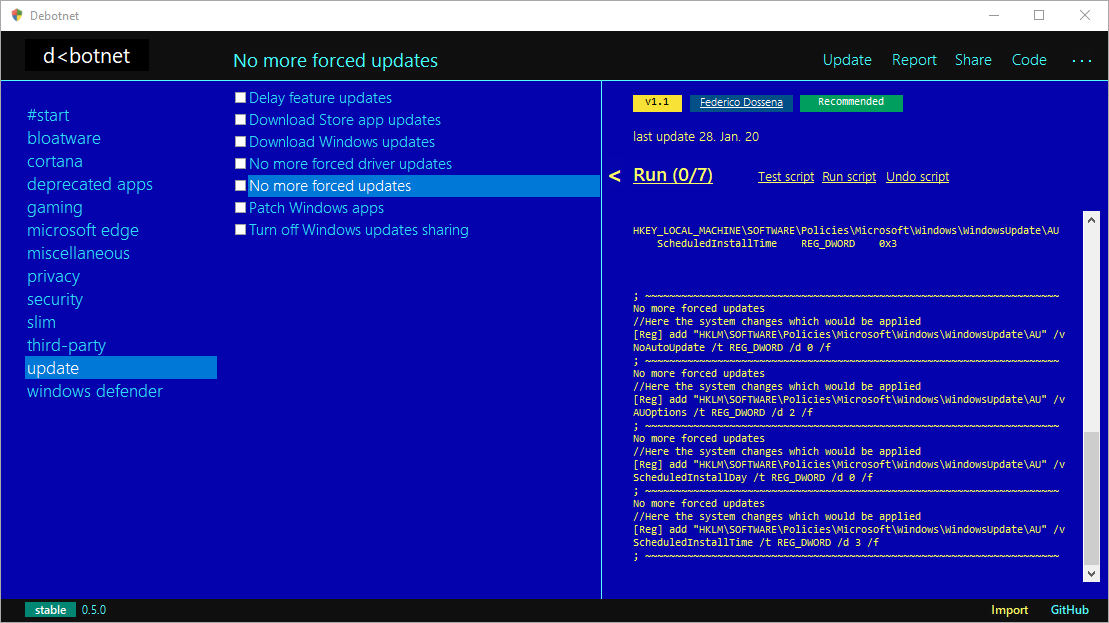 Debotnet
d<botnet
No more forced updates
Update Report Share Code ...
#start
bloatware
cortana
deprecated apps
gaming
microsoft edge
miscellaneous
privacy
security
slim
third-party
update
windows defender
Delay feature updates
Download Store app updates
Download Windows updates
No more forced driver updates
No more forced updates
Patch Windows apps
Turn off Windows updates sharing
v1.1 Federico Dossena Recommended
last update 28. Jan. 20
< Run (0/7) Test script Run script Undo script
HKEY_LOCAL_MACHINE\SOFTWARE\Policies\Microsoft\Windows\WindowsUpdate\AU
ScheduledInstallTime REG_DWORD 0x3
; ~~~~~~~~~~~~~~~~~~~~~~~~~~~~~~~~~~~~~~~~~~~~~~~~~~~~~~~~~~~~~~~~~~~~~
No more forced updates
//Here the system changes which would be applied
[Reg] add "HKLM\SOFTWARE\Policies\Microsoft\Windows\WindowsUpdate\AU" /v
NoAutoUpdate /t REG_DWORD /d 0 /f
; ~~~~~~~~~~~~~~~~~~~~~~~~~~~~~~~~~~~~~~~~~~~~~~~~~~~~~~~~~~~~~~~~~~~~~
No more forced updates
//Here the system changes which would be applied
[Reg] add "HKLM\SOFTWARE\Policies\Microsoft\Windows\WindowsUpdate\AU" /v
AUOptions /t REG_DWORD /d 2 /f
; ~~~~~~~~~~~~~~~~~~~~~~~~~~~~~~~~~~~~~~~~~~~~~~~~~~~~~~~~~~~~~~~~~~~~~
No more forced updates
//Here the system changes which would be applied
[Reg] add "HKLM\SOFTWARE\Policies\Microsoft\Windows\WindowsUpdate\AU" /v
ScheduledInstallDay /t REG_DWORD /d 0 /f
; ~~~~~~~~~~~~~~~~~~~~~~~~~~~~~~~~~~~~~~~~~~~~~~~~~~~~~~~~~~~~~~~~~~~~~
No more forced updates
//Here the system changes which would be applied
[Reg] add "HKLM\SOFTWARE\Policies\Microsoft\Windows\WindowsUpdate\AU" /v
ScheduledInstallTime /t REG_DWORD /d 3 /f
; ~~~~~~~~~~~~~~~~~~~~~~~~~~~~~~~~~~~~~~~~~~~~~~~~~~~~~~~~~~~~~~~~~~~~~
stable 0.5.0
Import GitHub